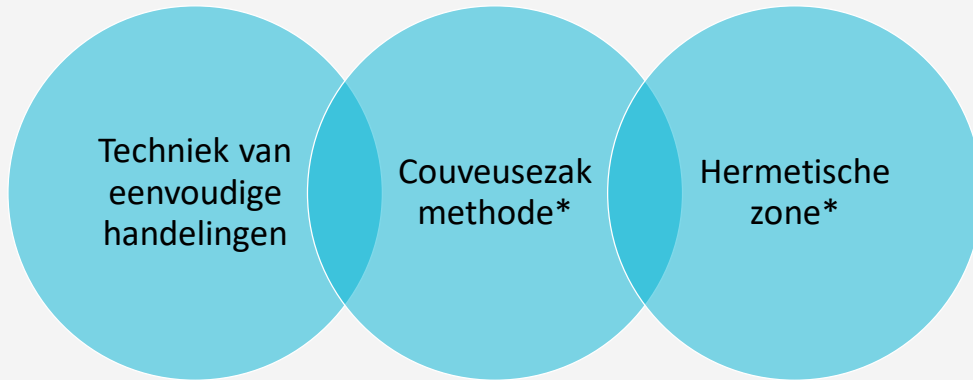 Techniek van
eenvoudige
handelingen
Couveusezak
methode*
Hermetische
zone*